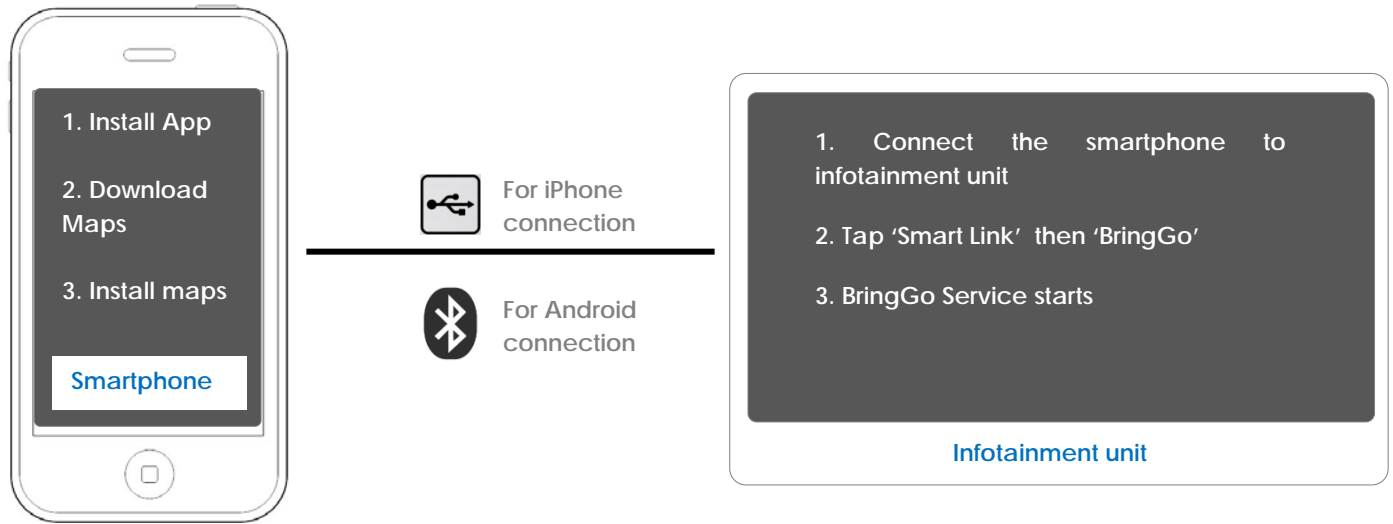 1. Install App
2. Download
Maps
3. Install maps
Smartphone
For iPhone
connection
For Android
connection
1. Connect the smartphone to
infotainment unit
2. Tap ‘Smart Link’ then ‘BringGo’
3. BringGo Service starts
Infotainment unit